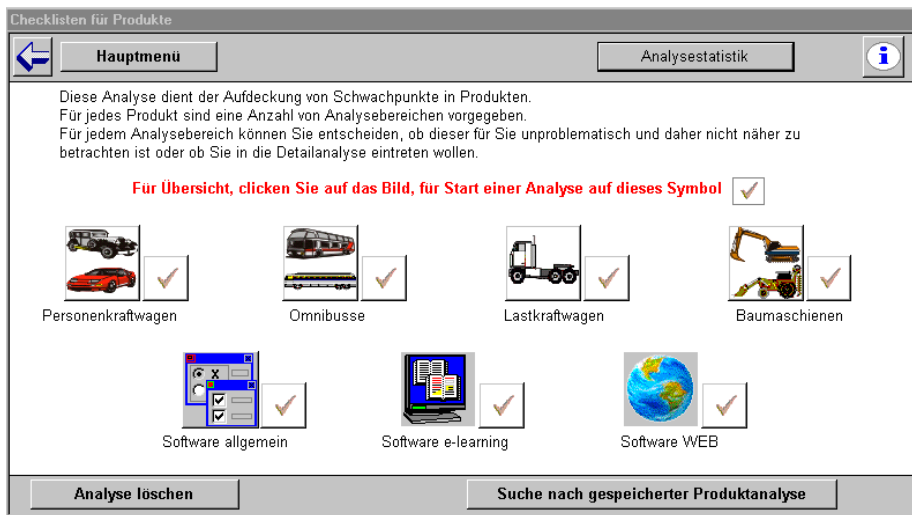 Checklisten für Produkte
Hauptmenü
Analysestatistik
i
Diese Analyse dient der Aufdeckung von Schwachpunkte in Produkten.
Für jedes Produkt sind eine Anzahl von Analysebereichen vorgegeben.
Für jedem Analysebereich können Sie entscheiden, ob dieser für Sie unproblematisch und daher nicht näher zu
betrachten ist oder ob Sie in die Detailanalyse eintreten wollen.
Für Übersicht, clicken Sie auf das Bild, für Start einer Analyse auf dieses Symbol
Personenkraftwagen
Omnibusse
Lastkraftwagen
Baumaschienen
X
Software allgemein
Software e-learning
Software WEB
Analyse löschen
Suche nach gespeicherter Produktanalyse